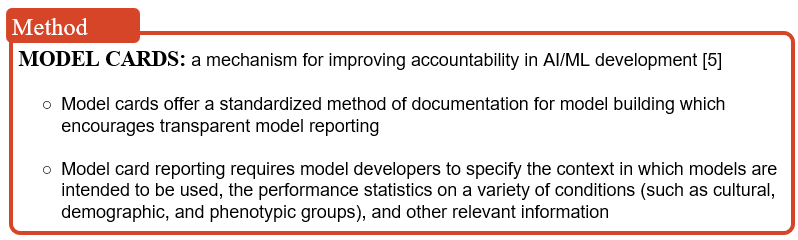 Method
MODEL CARDS: a mechanism for improving accountability in AI/ML development [5]
○ Model cards offer a standardized method of documentation for model building which
encourages transparent model reporting
○ Model card reporting requires model developers to specify the context in which models are
intended to be used, the performance statistics on a variety of conditions (such as cultural,
demographic, and phenotypic groups), and other relevant information